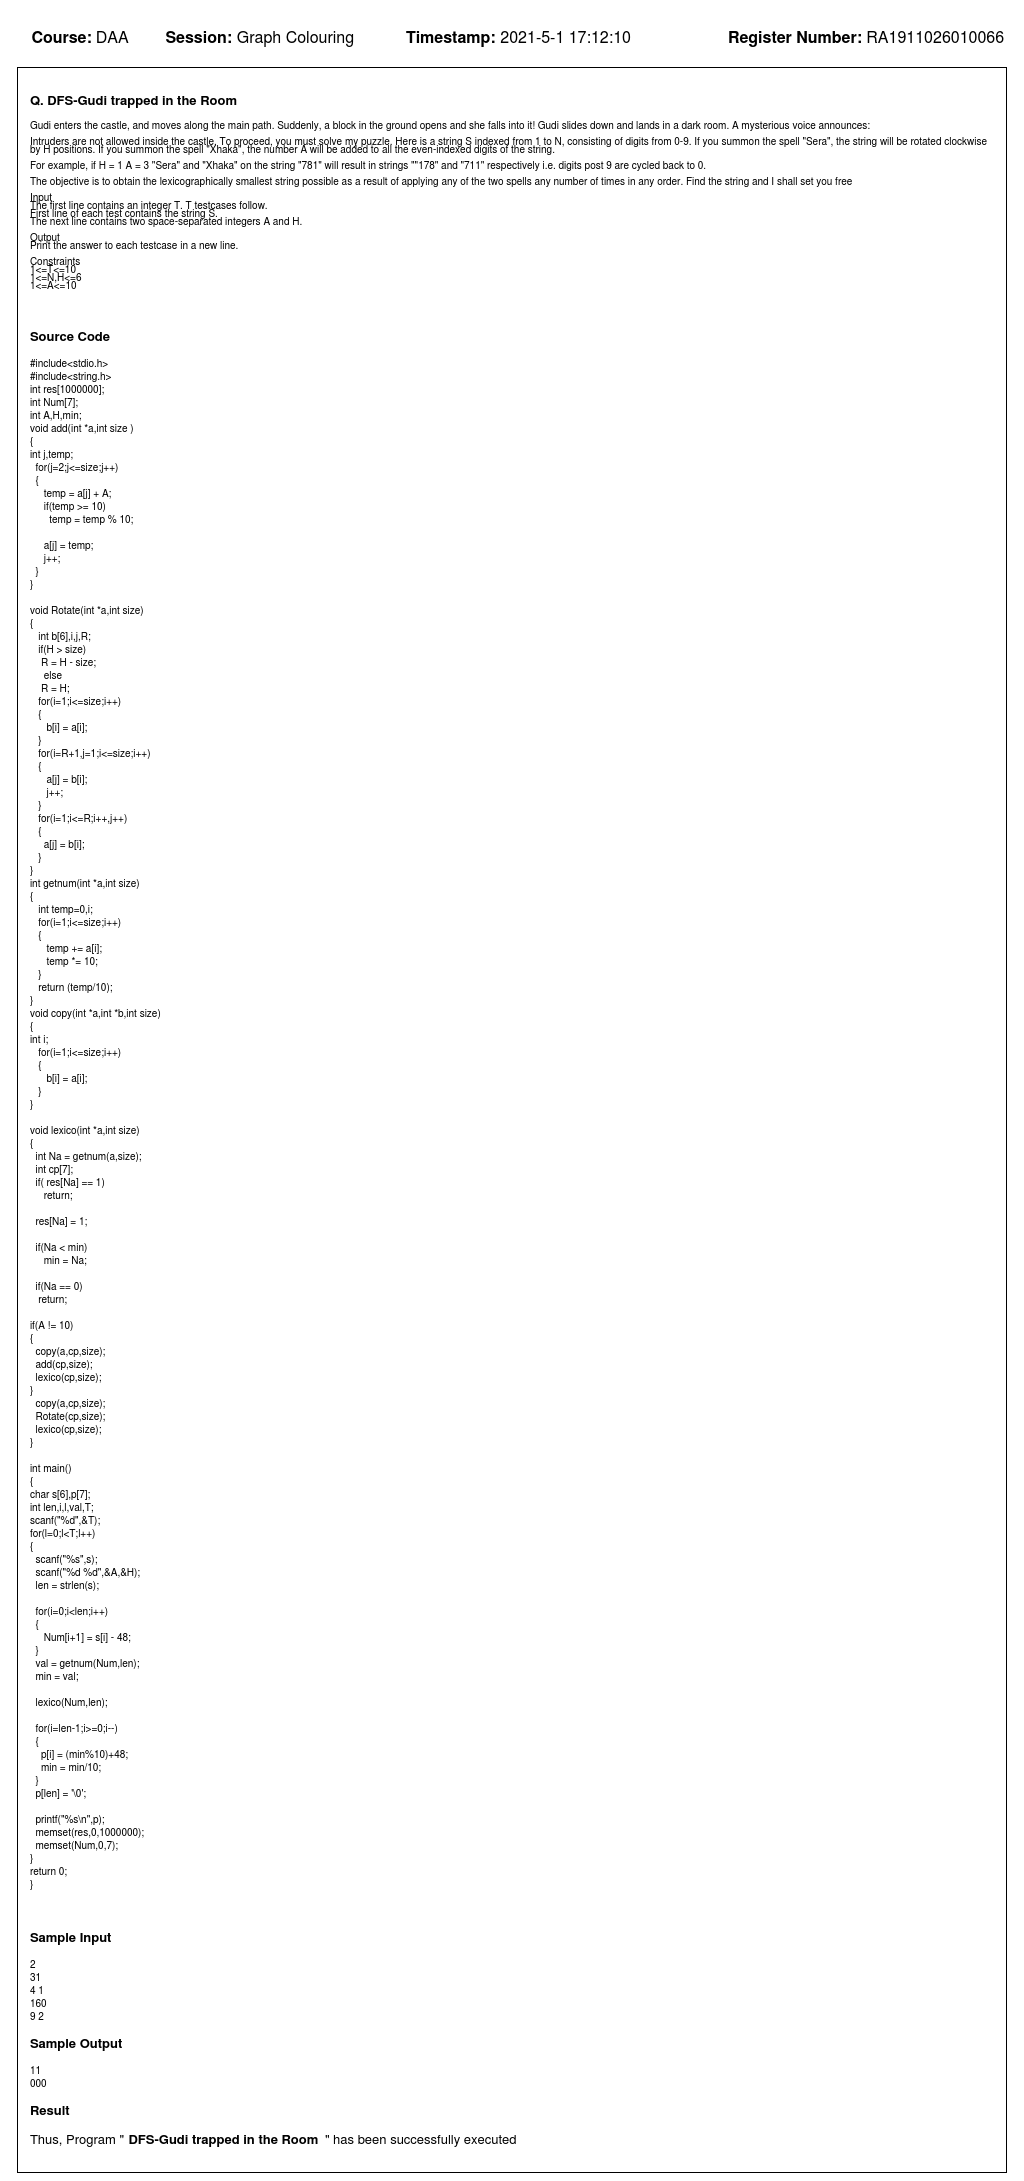 Course: DAA Session: Graph Colouring Timestamp: 2021-5-1 17:12:10 Register Number: RA1911026010066
Q. DFS-Gudi trapped in the Room
Gudi enters the castle, and moves along the main path. Suddenly, a block in the ground opens and she falls into it! Gudi slides down and lands in a dark room. A mysterious voice announces:
Intruders are not allowed inside the castle. To proceed, you must solve my puzzle. Here is a string S indexed from 1 to N, consisting of digits from 0-9. If you summon the spell "Sera", the string will be rotated clockwise
by H positions. If you summon the spell "Xhaka", the number A will be added to all the even-indexed digits of the string.
For example, if H = 1 A = 3 "Sera" and "Xhaka" on the string "781" will result in strings ""178" and "711" respectively i.e. digits post 9 are cycled back to 0.
The objective is to obtain the lexicographically smallest string possible as a result of applying any of the two spells any number of times in any order. Find the string and I shall set you free
Input
The first line contains an integer T. T testcases follow.
First line of each test contains the string S.
The next line contains two space-separated integers A and H.
Output
Print the answer to each testcase in a new line.
Constraints
1<=T<=10
1<=N,H<=6
1<=A<=10
Source Code
#include<stdio.h>
#include<string.h>
int res[1000000];
int Num[7];
int A,H,min;
void add(int *a,int size )
{
int j,temp;
for(j=2;j<=size;j++)
{
temp = a[j] + A;
if(temp >= 10)
temp = temp % 10;
a[j] = temp;
j++;
}
}
void Rotate(int *a,int size)
{
int b[6],i,j,R;
if(H > size)
R = H - size;
else
R = H;
for(i=1;i<=size;i++)
{
b[i] = a[i];
}
for(i=R+1,j=1;i<=size;i++)
{
a[j] = b[i];
j++;
}
for(i=1;i<=R;i++,j++)
{
a[j] = b[i];
}
}
int getnum(int *a,int size)
{
int temp=0,i;
for(i=1;i<=size;i++)
{
temp += a[i];
temp *= 10;
}
return (temp/10);
}
void copy(int *a,int *b,int size)
{
int i;
for(i=1;i<=size;i++)
{
b[i] = a[i];
}
}
void lexico(int *a,int size)
{
int Na = getnum(a,size);
int cp[7];
if( res[Na] == 1)
return;
res[Na] = 1;
if(Na < min)
min = Na;
if(Na == 0)
return;
if(A != 10)
{
copy(a,cp,size);
add(cp,size);
lexico(cp,size);
}
copy(a,cp,size);
Rotate(cp,size);
lexico(cp,size);
}
int main()
{
char s[6],p[7];
int len,i,l,val,T;
scanf("%d",&T);
for(l=0;l<T;l++)
{
scanf("%s",s);
scanf("%d %d",&A,&H);
len = strlen(s);
for(i=0;i<len;i++)
{
Num[i+1] = s[i] - 48;
}
val = getnum(Num,len);
min = val;
lexico(Num,len);
for(i=len-1;i>=0;i--)
{
p[i] = (min%10)+48;
min = min/10;
}
p[len] = '\0';
printf("%s\n",p);
memset(res,0,1000000);
memset(Num,0,7);
}
return 0;
}
Sample Input
2
31
4 1
160
9 2
Sample Output
11
000
Result
Thus, Program " DFS-Gudi trapped in the Room " has been successfully executed